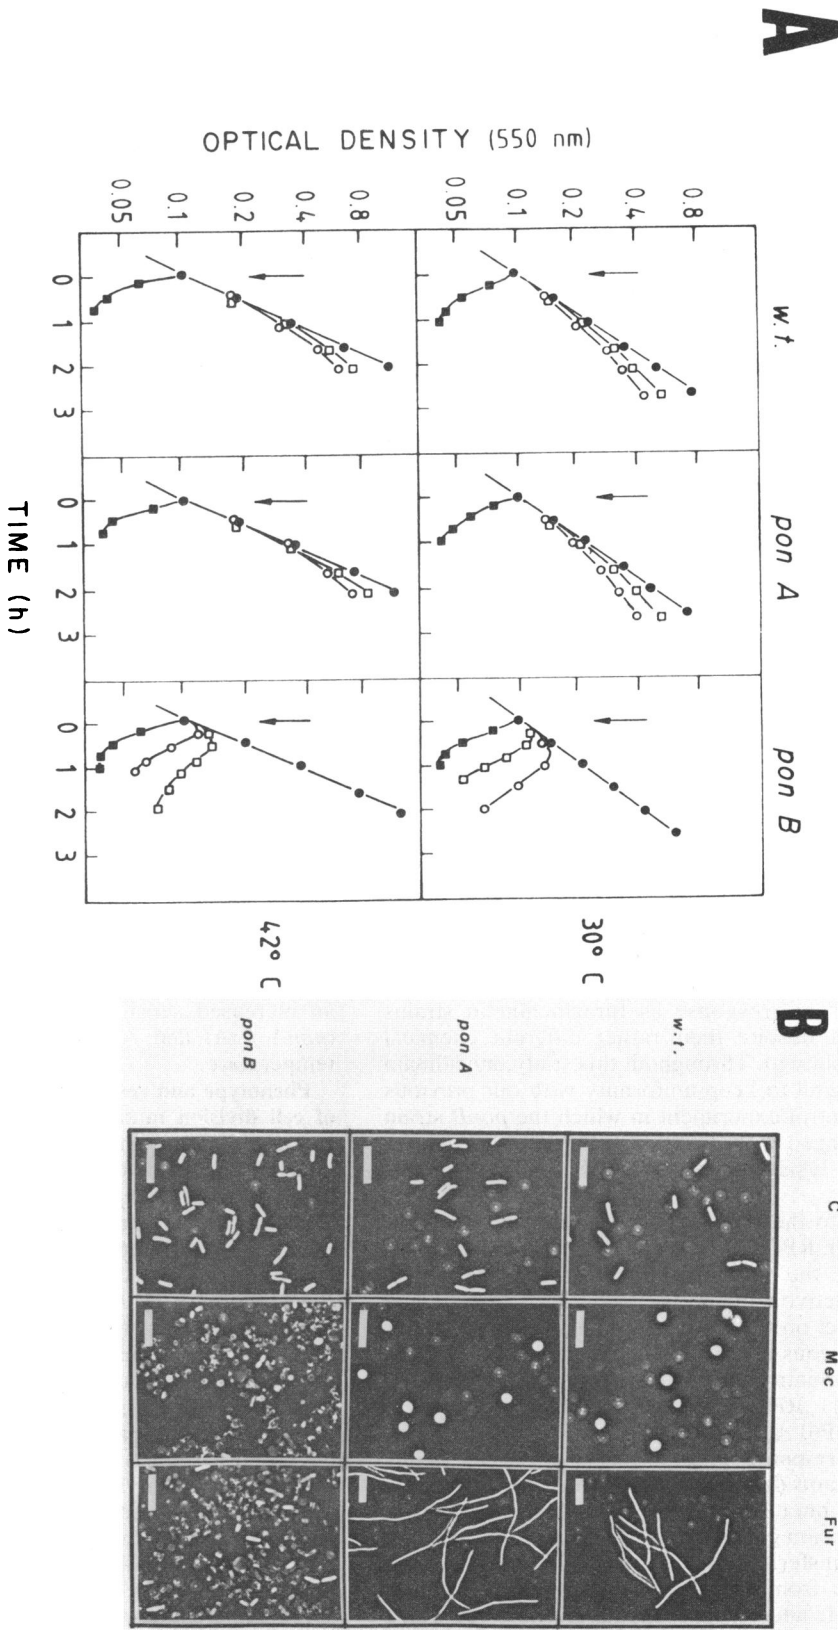 A
w.t.
pon A
pon B
OPTICAL DENSITY (550 nm)
0.8
0.4
0.2
0.1
0.05
30° C
0.8
0.4
0.2
0.1
0.05
42° C
0 1 2 3
0 1 2 3
0 1 2 3
TIME (h)
B
C
Mec
Fur
w.t.
pon A
pon B